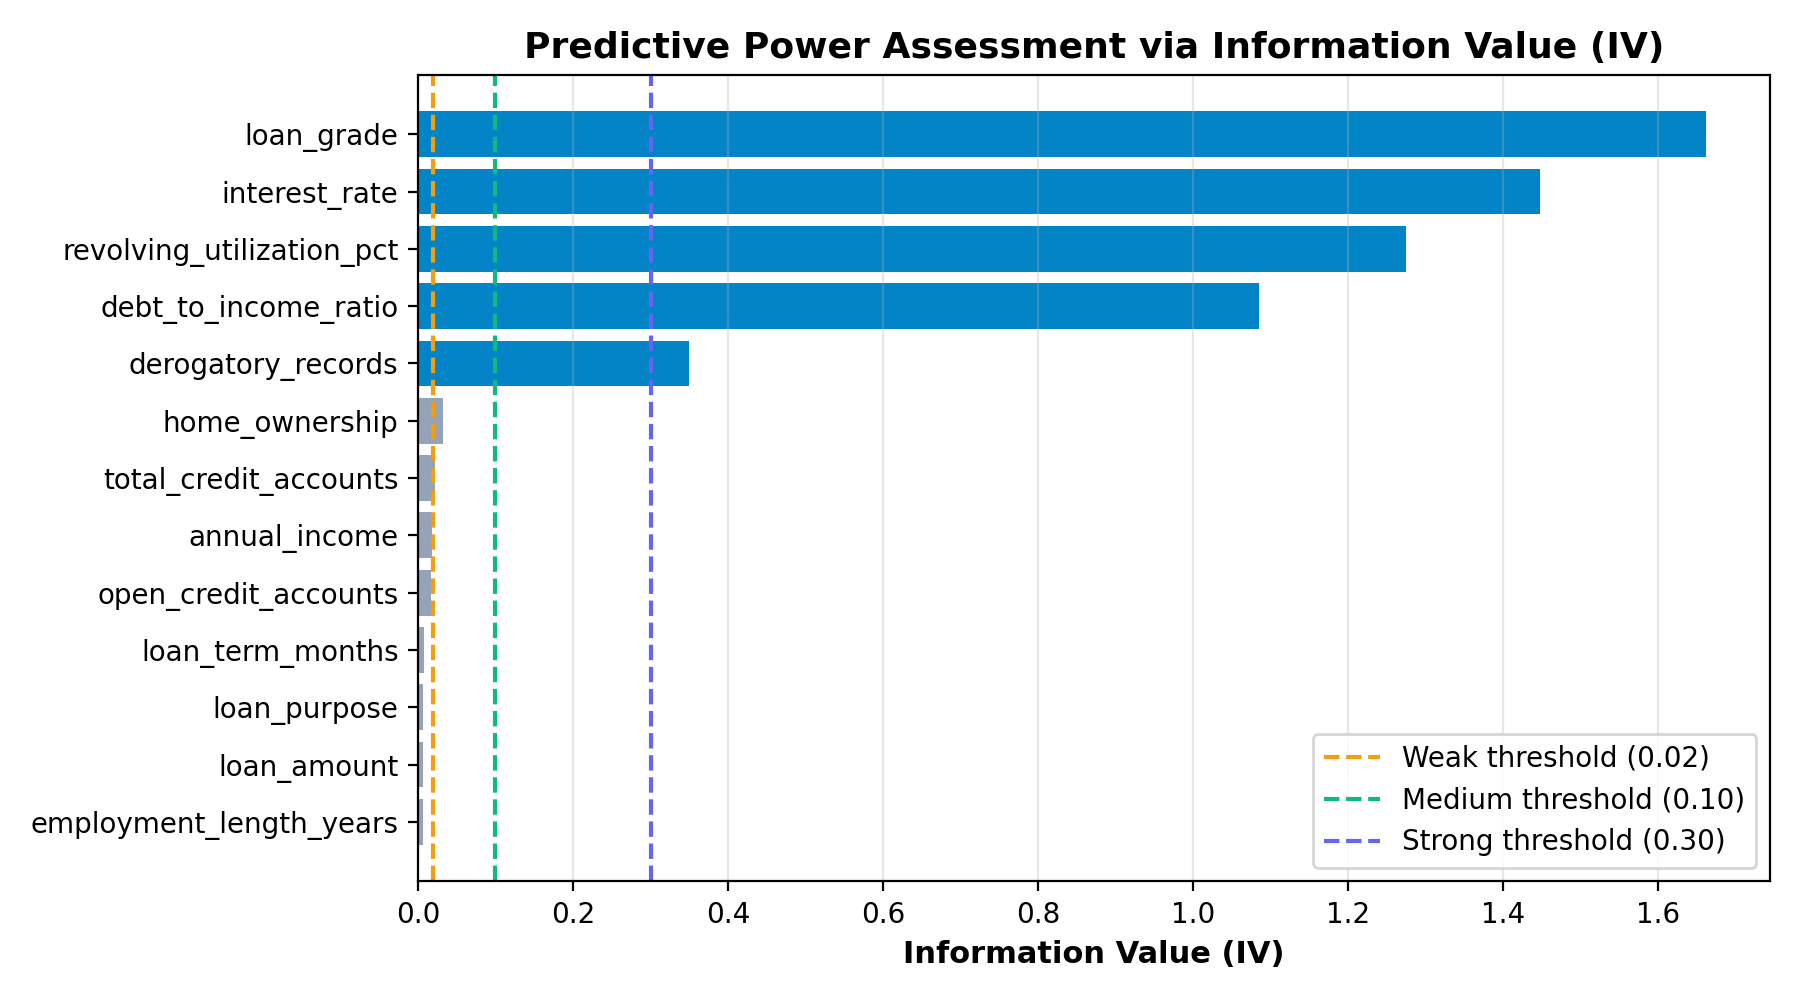 Predictive Power Assessment via Information Value (IV)
loan_grade
interest_rate
revolving_utilization_pct
debt_to_income_ratio
derogatory_records
home_ownership
total_credit_accounts
annual_income
open_credit_accounts
loan_term_months
loan_purpose
loan_amount
employment_length_years
Weak threshold (0.02)
Medium threshold (0.10)
Strong threshold (0.30)
0.0 0.2 0.4 0.6 0.8 1.0 1.2 1.4 1.6
Information Value (IV)